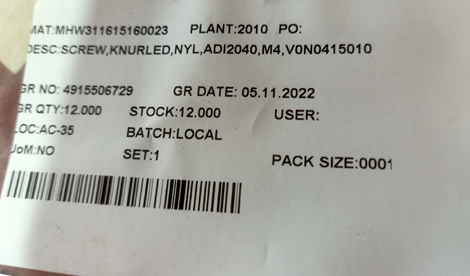 MAT:MHW311615160023 PLANT:2010 PO:
DESC:SCREW,KNURLED,NYL,ADI2040,M4,V0N0415010
GR NO: 4915506729 GR DATE: 05.11.2022
GR QTY:12.000 STOCK:12.000 USER:
LOC:AC-35 BATCH:LOCAL
UoM:NO SET:1 PACK SIZE:0001